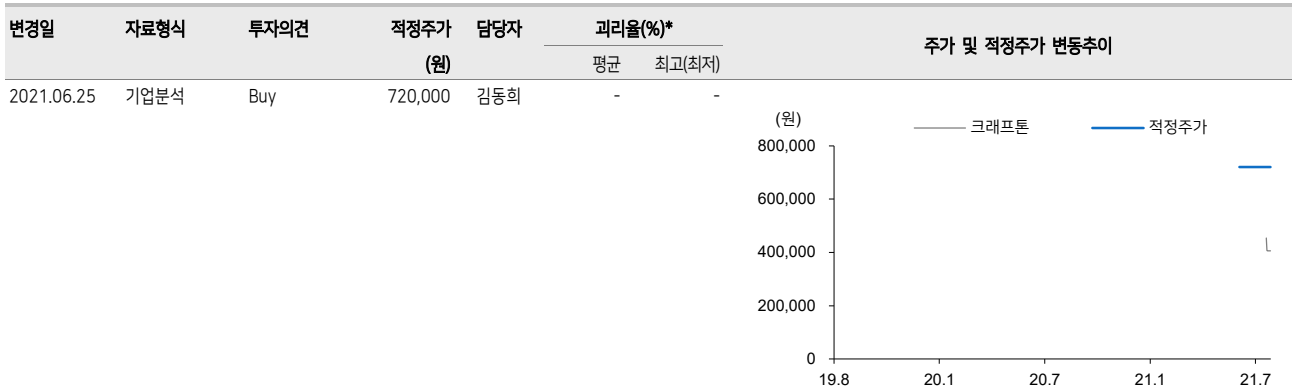 변경일 자료형식 투자의견 적정주가 담당자 괴리율(%)* 주가 및 적정주가 변동추이
(원) 평균 최고(최저)
2021.06.25 기업분석 Buy 720,000 김동희 - -
(원) 크래프톤 적정주가
800,000
600,000
400,000
200,000
0
19.8 20.1 20.7 21.1 21.7